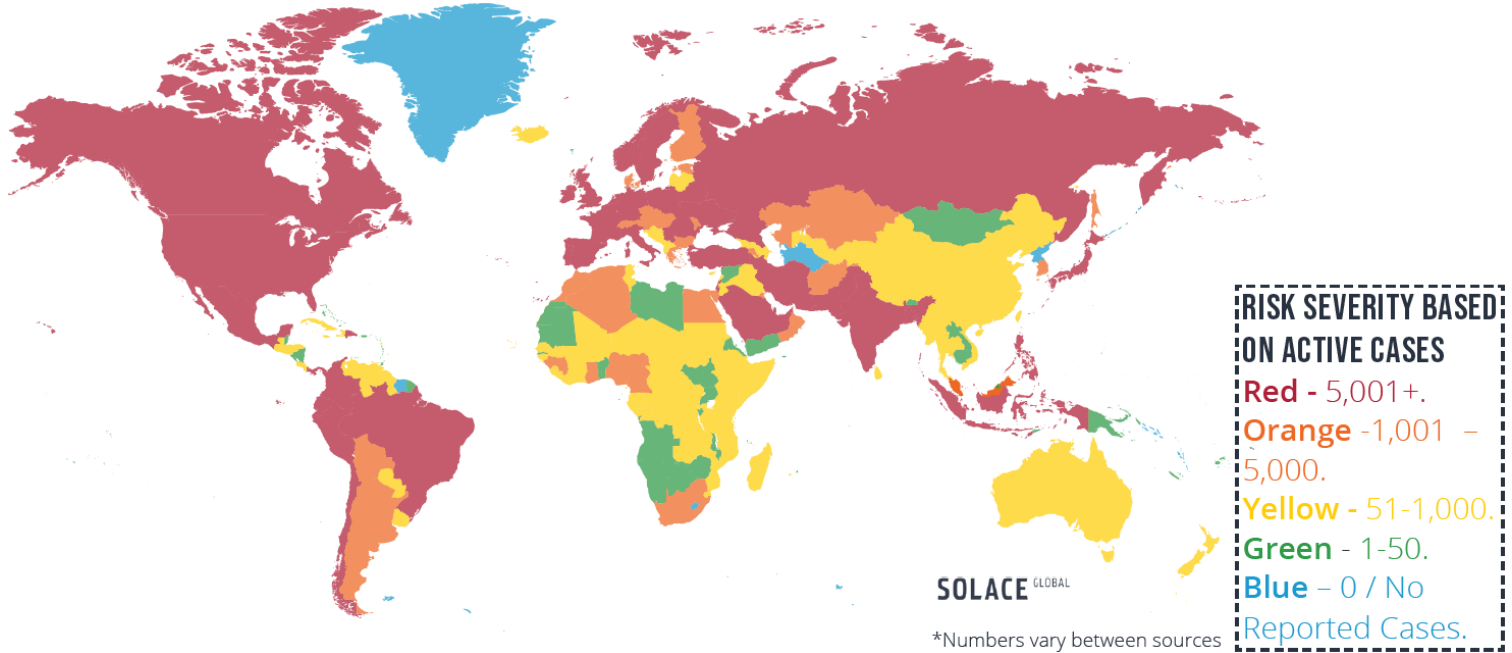 RISK SEVERITY BASED
ON ACTIVE CASES
Red - 5,001+.
Orange -1,001 –
5,000.
Yellow - 51-1,000.
Green - 1-50.
Blue – 0 / No
Reported Cases.
SOLACE GLOBAL
*Numbers vary between sources